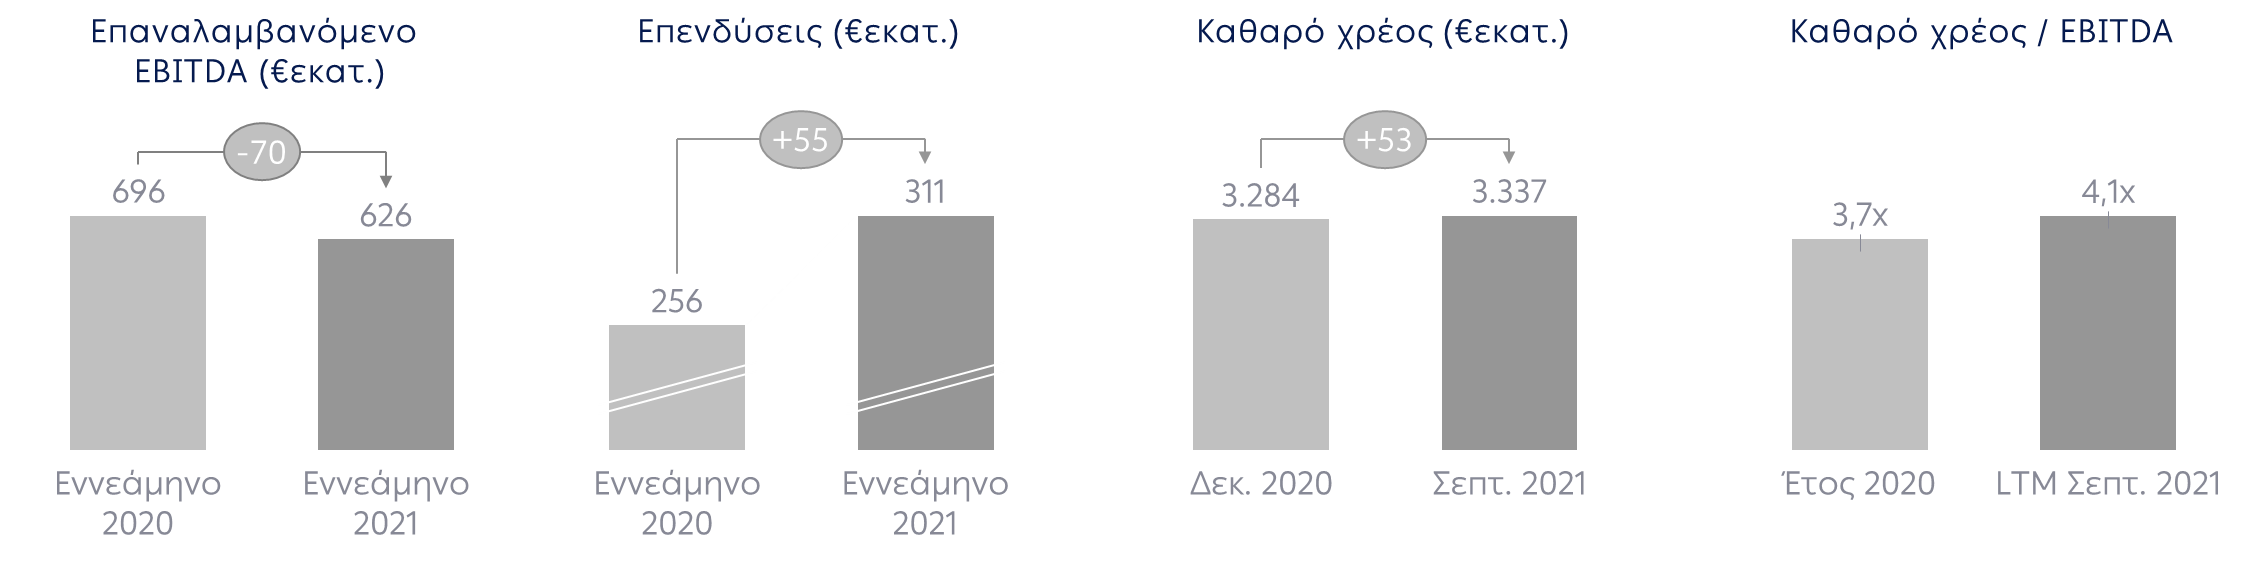 Επαναλαμβανόμενο
EBITDA (€εκατ.)
-70
696
626
Εννεάμηνο
2020
Εννεάμηνο
2021
Επενδύσεις (€εκατ.)
+55
256
311
Εννεάμηνο
2020
Εννεάμηνο
2021
Καθαρό χρέος (€εκατ.)
+53
3.284
3.337
Δεκ. 2020
Σεπτ. 2021
Καθαρό χρέος / EBITDA
3,7x
4,1x
Έτος 2020
LTM Σεπτ. 2021